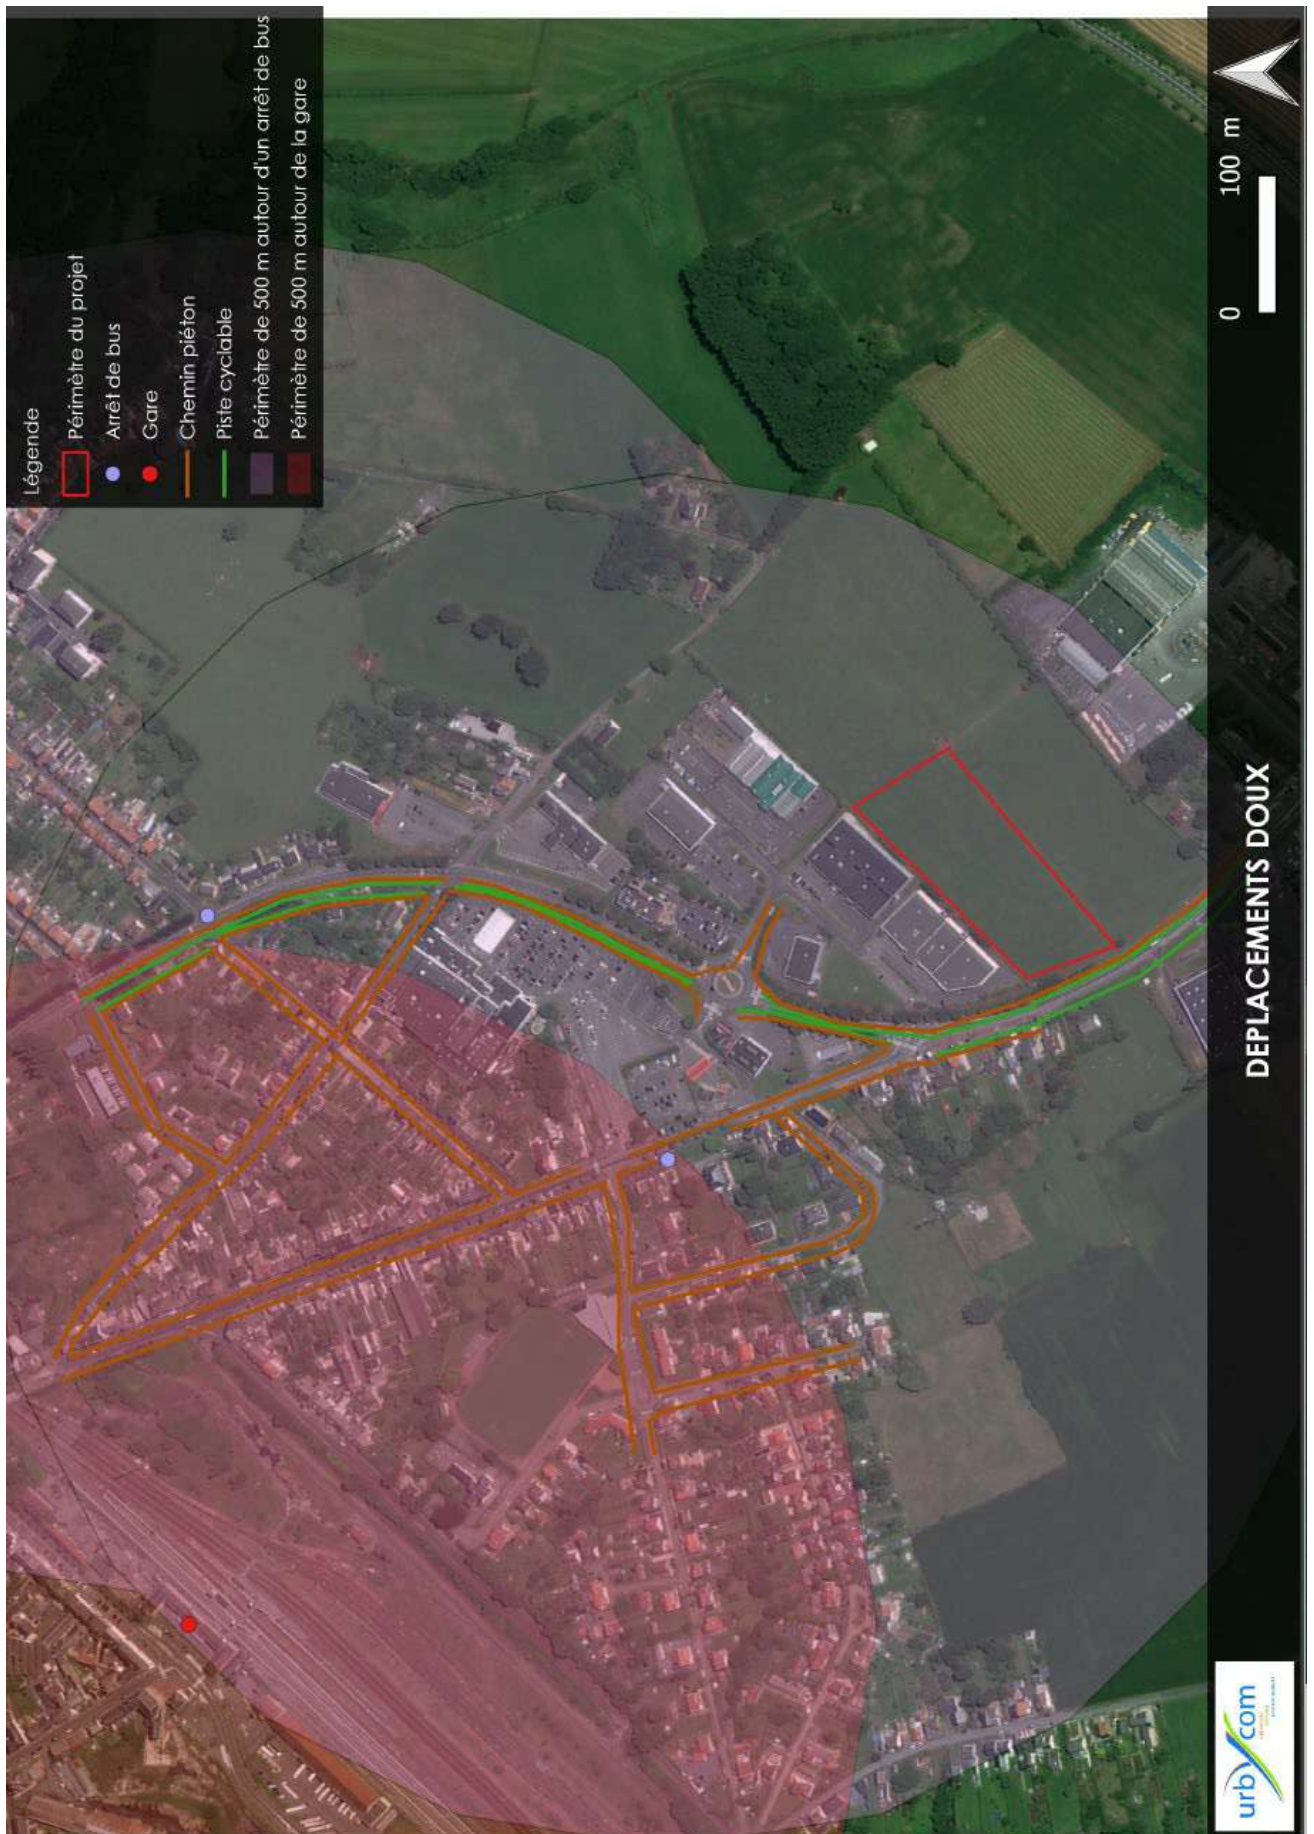 Légende
Périmètre du projet
Arrêt de bus
Gare
Chemin piéton
Piste cyclable
Périmètre de 500 m autour d'un arrêt de bus
Périmètre de 500 m autour de la gare
0 100 m
DEPLACEMENTS DOUX
urbycom